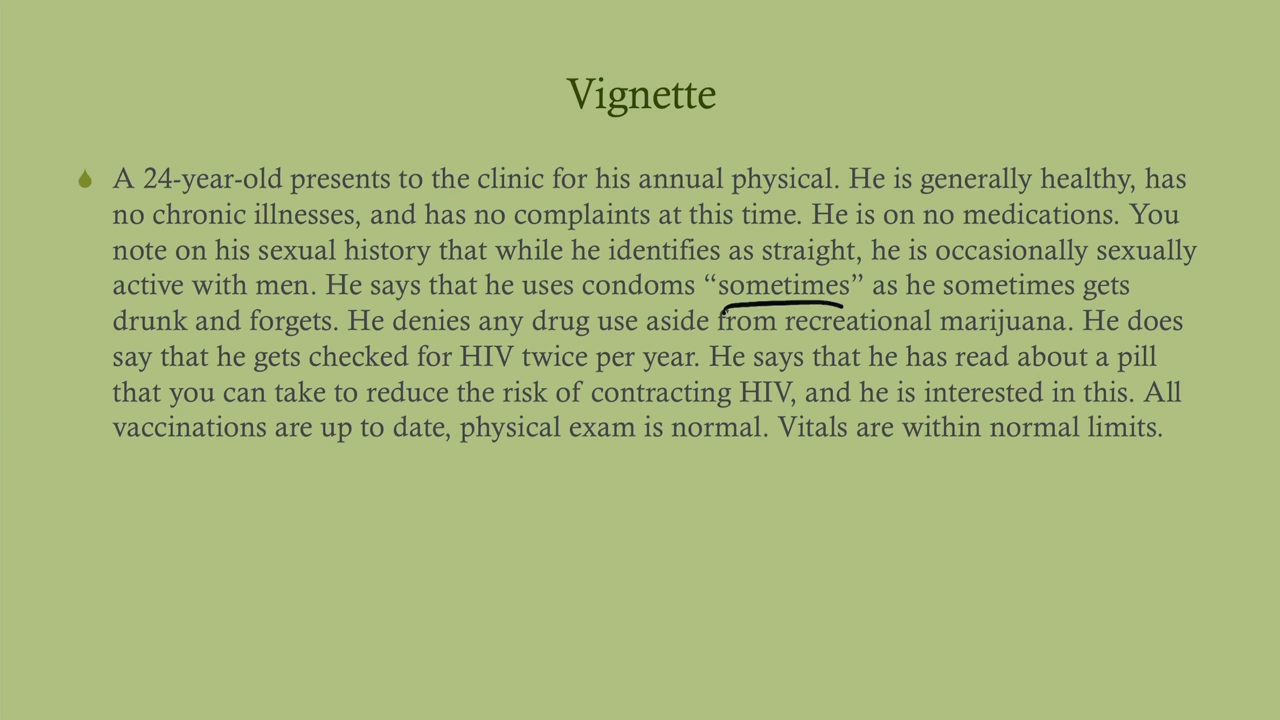 Vignette
A 24-year-old presents to the clinic for his annual physical. He is generally healthy, has
no chronic illnesses, and has no complaints at this time. He is on no medications. You
note on his sexual history that while he identifies as straight, he is occasionally sexually
active with men. He says that he uses condoms “sometimes” as he sometimes gets
drunk and forgets. He denies any drug use aside from recreational marijuana. He does
say that he gets checked for HIV twice per year. He says that he has read about a pill
that you can take to reduce the risk of contracting HIV, and he is interested in this. All
vaccinations are up to date, physical exam is normal. Vitals are within normal limits.